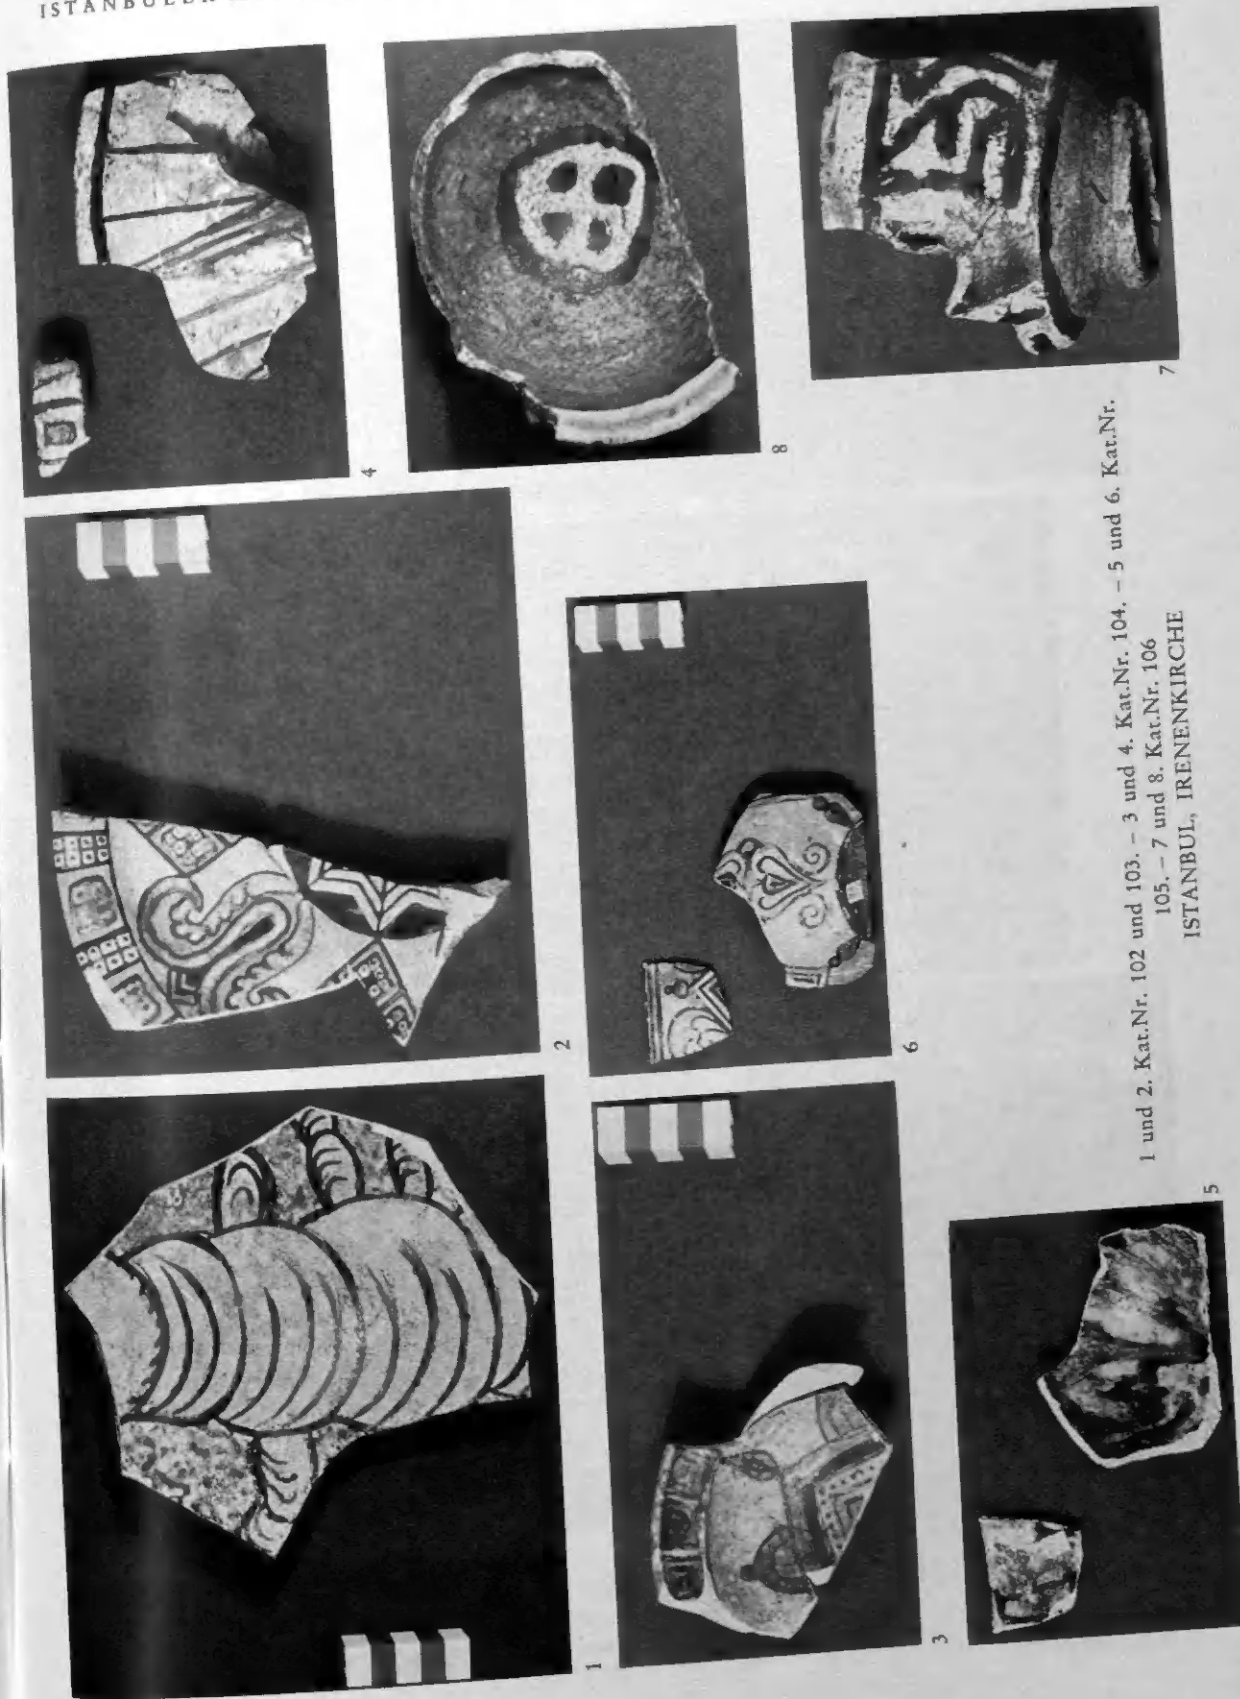 4
8
7
2
6
1
3
5
1 und 2. Kat.Nr. 102 und 103. – 3 und 4. Kat.Nr. 104. – 5 und 6. Kat.Nr.
105. – 7 und 8. Kat.Nr. 106
ISTANBUL, IRENENKIRCHE